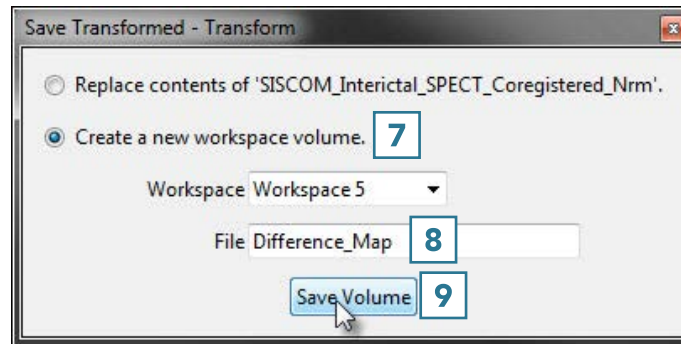 Save Transformed - Transform
Replace contents of 'SISCOM_Interictal_SPECT_Coregistered_Nrm'.
Create a new workspace volume. 7
Workspace Workspace 5
File Difference_Map 8
Save Volume 9